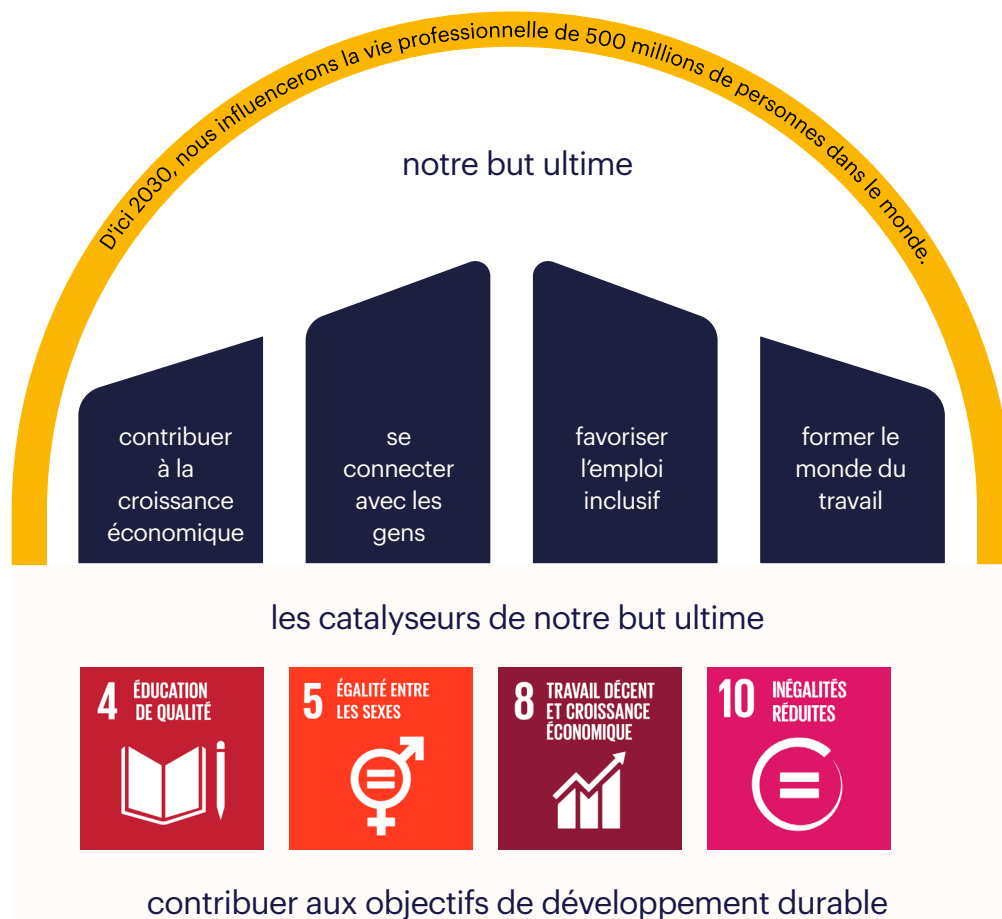 D'ici 2030, nous influencerons la vie professionnelle de 500 millions de personnes dans le monde.
notre but ultime
contribuer
à la
croissance
économique
se
connecter
avec les
gens
favoriser
l’emploi
inclusif
former le
monde du
travail
les catalyseurs de notre but ultime
4 ÉDUCATION
DE QUALITÉ
5 ÉGALITÉ ENTRE
LES SEXES
8 TRAVAIL DÉCENT
ET CROISSANCE
ÉCONOMIQUE
10 INÉGALITÉS
RÉDUITES
contribuer aux objectifs de développement durable